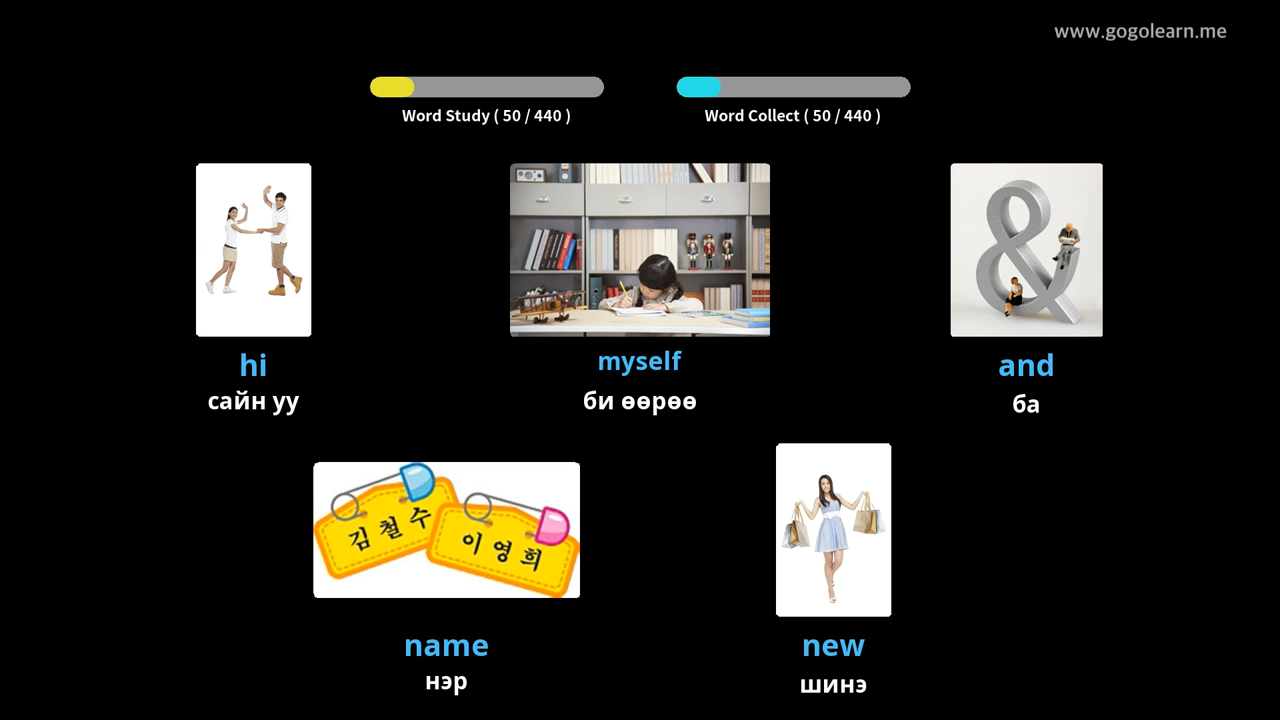 www.gogolearn.me
Word Study ( 50 / 440 )
Word Collect ( 50 / 440 )
hi
сайн уу
myself
би өөрөө
and
ба
김철수
이영희
name
нэр
new
шинэ